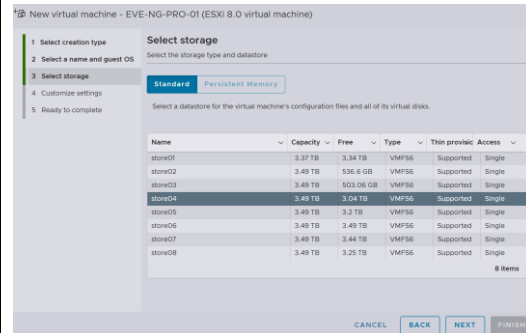 New virtual machine - EVE-NG-PRO-01 (ESXi 8.0 virtual machine)
1 Select creation type
2 Select a name and guest OS
3 Select storage
4 Customize settings
5 Ready to complete
Select storage
Select the storage type and datastore
Standard Persistent Memory
Select a datastore for the virtual machine's configuration files and all of its virtual disks.
Name Capacity Free Type Thin provisic Access
store01 3.37 TB 3.34 TB VMFS6 Supported Single
store02 3.49 TB 536.6 GB VMFS6 Supported Single
store03 3.49 TB 503.06 GB VMFS6 Supported Single
store04 3.49 TB 3.04 TB VMFS6 Supported Single
store05 3.49 TB 3.2 TB VMFS6 Supported Single
store06 3.49 TB 3.49 TB VMFS6 Supported Single
store07 3.49 TB 3.44 TB VMFS6 Supported Single
store08 3.49 TB 3.25 TB VMFS6 Supported Single
8 items
CANCEL BACK NEXT FINISH